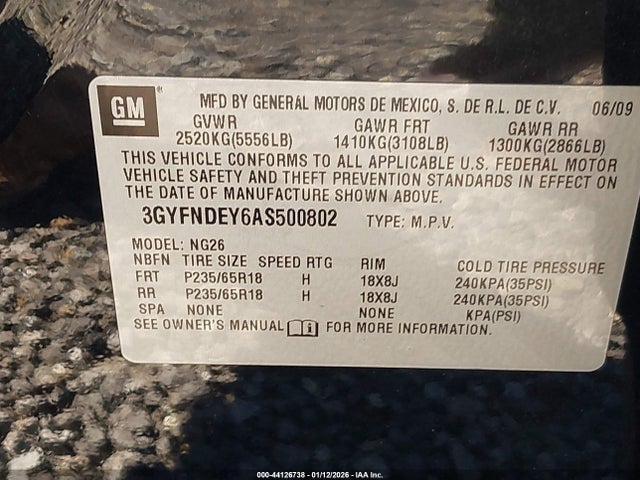 GM ®
MFD BY GENERAL MOTORS DE MEXICO, S. DE R.L. DE C.V. 06/09
GVWR GAWR FRT GAWR RR
2520KG(5556LB) 1410KG(3108LB) 1300KG(2866LB)
THIS VEHICLE CONFORMS TO ALL APPLICABLE U.S. FEDERAL MOTOR
VEHICLE SAFETY AND THEFT PREVENTION STANDARDS IN EFFECT ON
THE DATE OF MANUFACTURE SHOWN ABOVE.
3GYFNDEY6AS500802 TYPE: M.P.V.
MODEL: NG26
NBFN TIRE SIZE SPEED RTG RIM COLD TIRE PRESSURE
FRT P235/65R18 H 18X8J 240KPA(35PSI)
RR P235/65R18 H 18X8J 240KPA(35PSI)
SPA NONE NONE KPA(PSI)
SEE OWNER'S MANUAL FOR MORE INFORMATION.
000-44126738 - 01/12/2026 - IAA Inc.